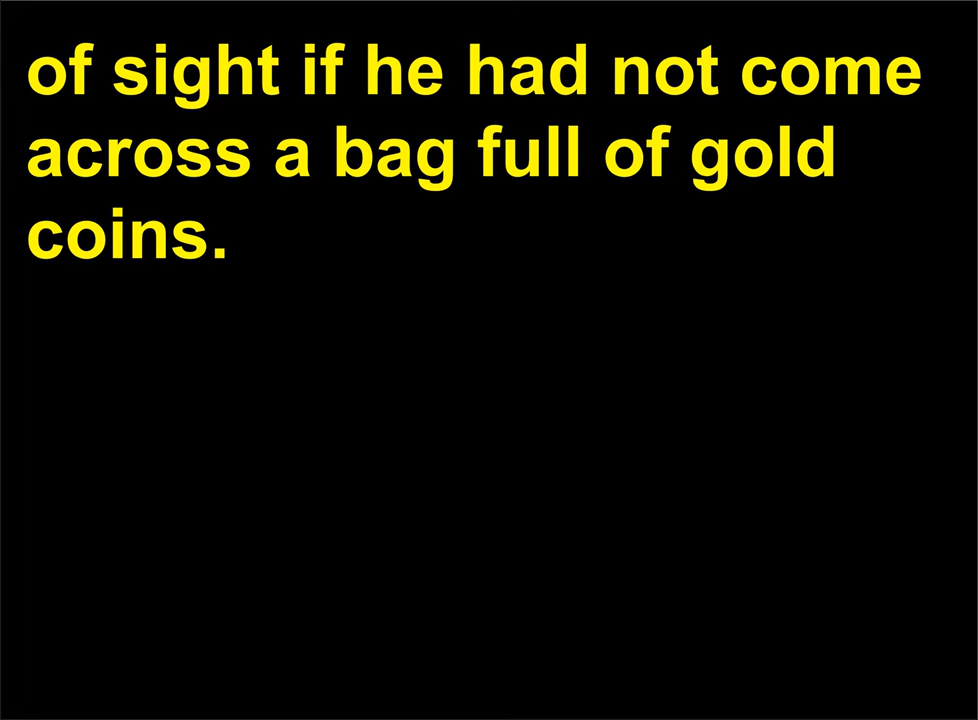 of sight if he had not come
across a bag full of gold
coins.